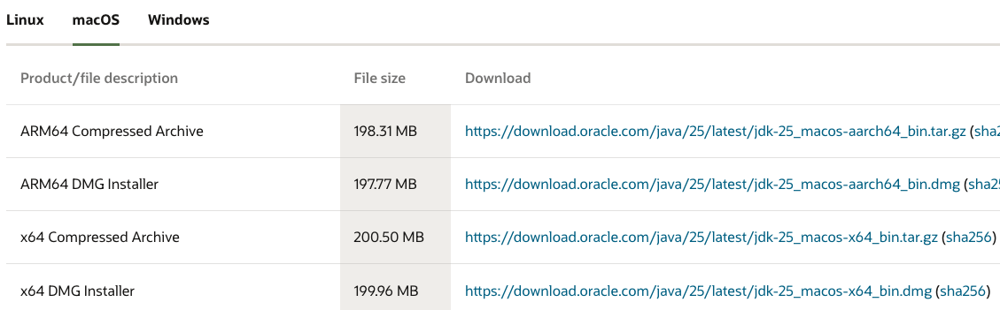 Linux macOS Windows
Product/file description File size Download
ARM64 Compressed Archive 198.31 MB https://download.oracle.com/java/25/latest/jdk-25_macos-aarch64_bin.tar.gz (sha2
ARM64 DMG Installer 197.77 MB https://download.oracle.com/java/25/latest/jdk-25_macos-aarch64_bin.dmg (sha25
x64 Compressed Archive 200.50 MB https://download.oracle.com/java/25/latest/jdk-25_macos-x64_bin.tar.gz (sha256)
x64 DMG Installer 199.96 MB https://download.oracle.com/java/25/latest/jdk-25_macos-x64_bin.dmg (sha256)